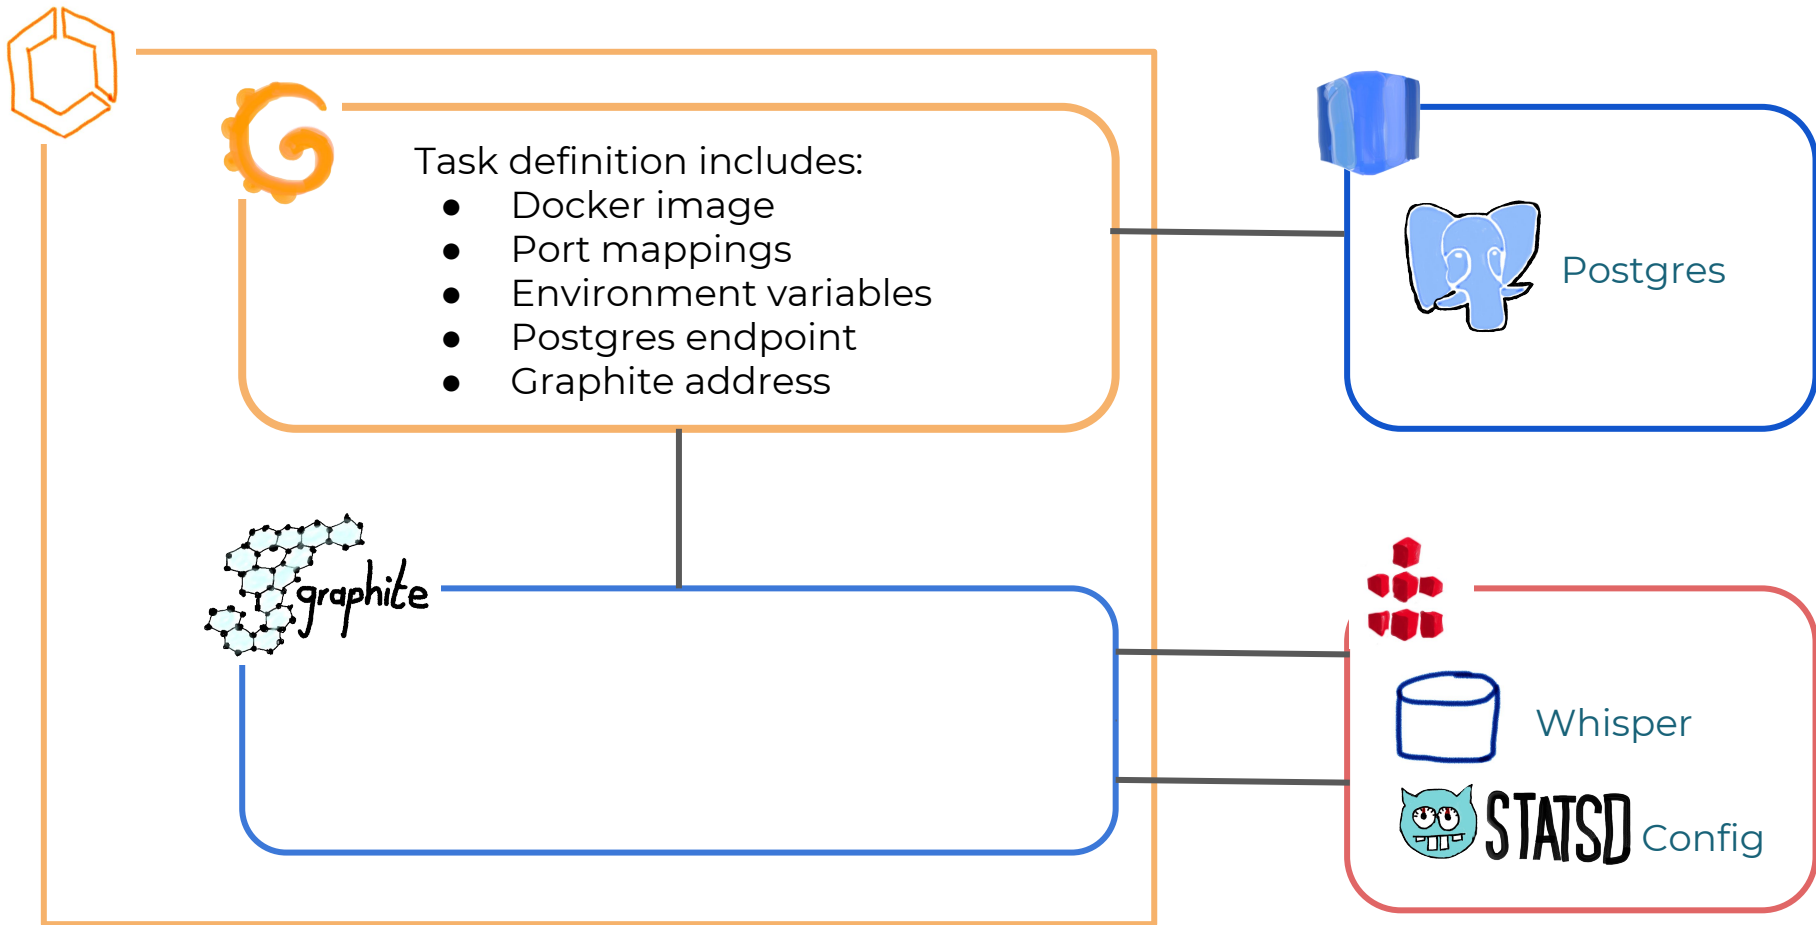 Task definition includes:
● Docker image
● Port mappings
● Environment variables
● Postgres endpoint
● Graphite address
Postgres
graphite
Whisper
STATSD Config